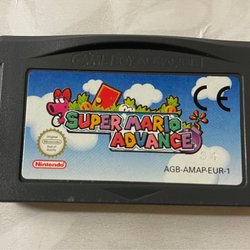 GAME BOY ADVANCE
CE
SUPER MARIO
ADVANCE
Nintendo
AGB-AMAP-EUR-1